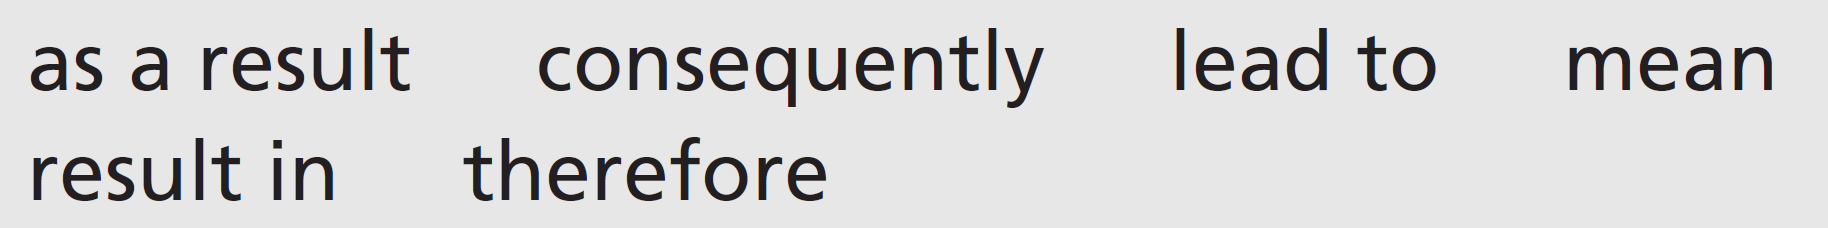 as a result consequently lead to mean
result in therefore